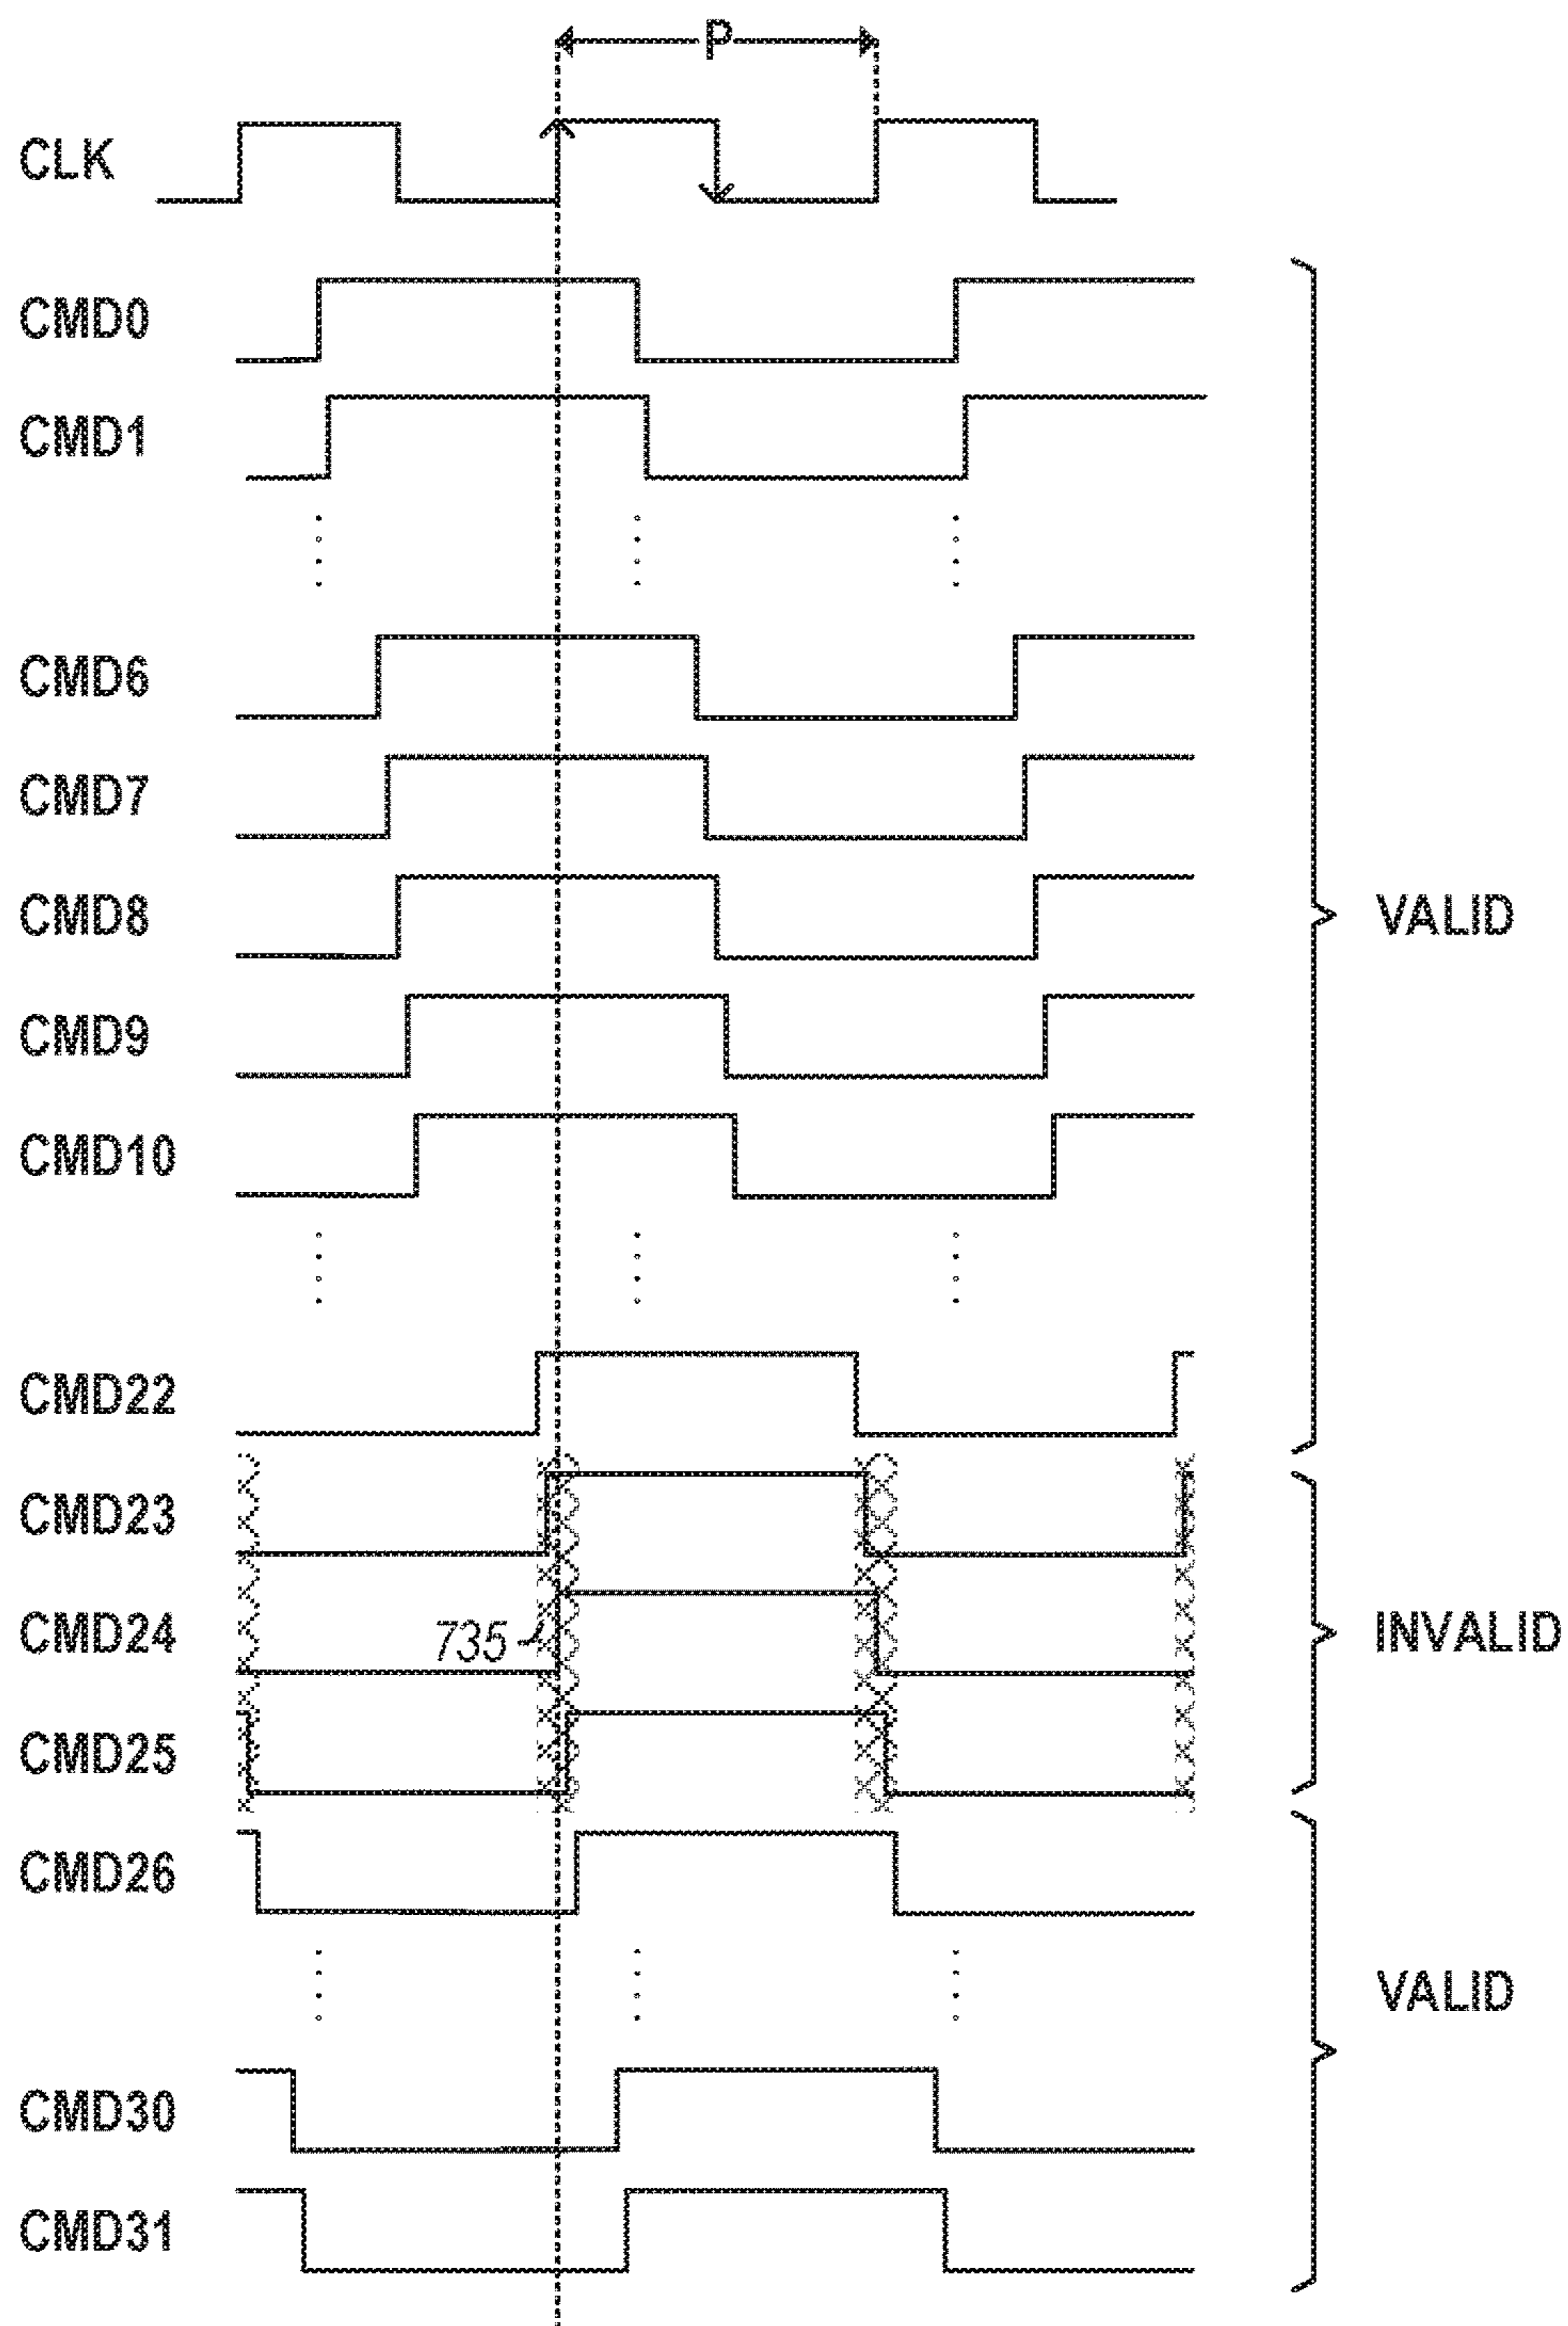 P
CLK
CMD0
CMD1
CMD6
CMD7
CMD8
VALID
CMD9
CMD10
CMD22
CMD23
CMD24
735
INVALID
CMD25
CMD26
VALID
CMD30
CMD31